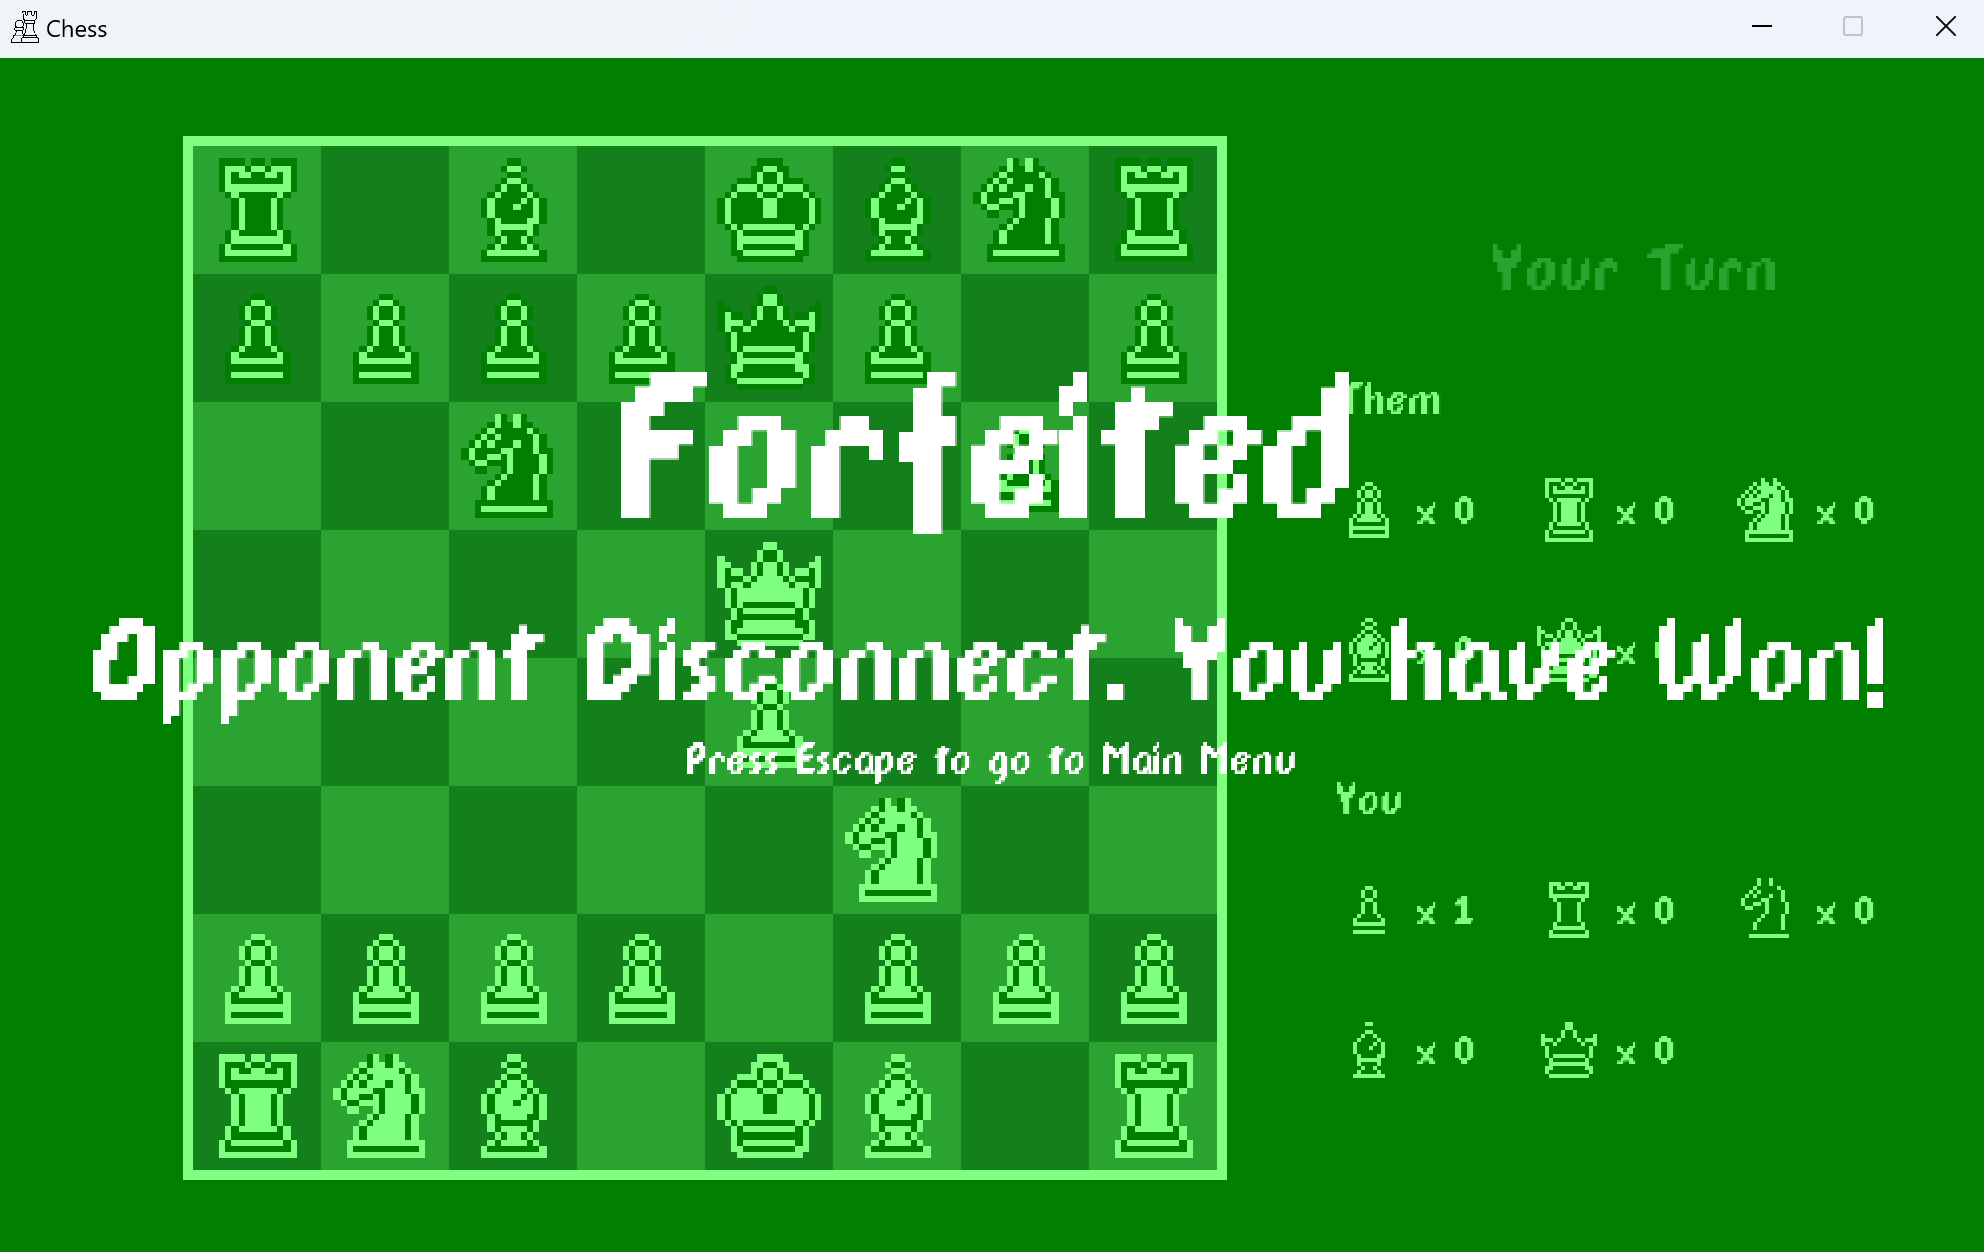 Chess
Your Turn
Forfeited
Them
x 0 x 0 x 0
Opponent Disconnect. You have Won!
x
Press Escape to go to Main Menu
You
x 1 x 0 x 0
x 0 x 0